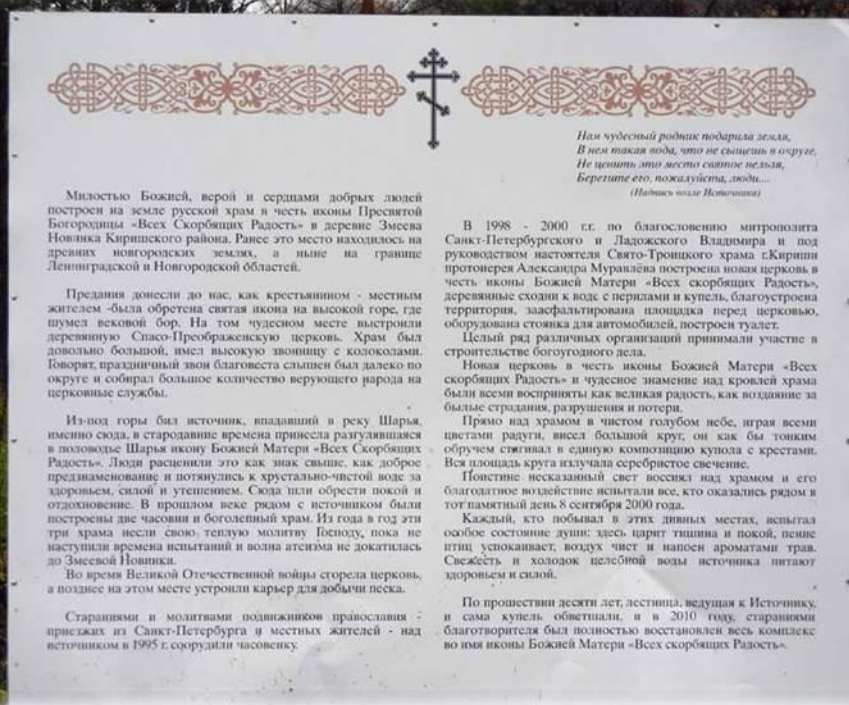 Нам чудесный родник подарила земля,
В нем такая вода, что не сыщешь в округе,
Не ценить это место святое нельзя,
Берегите его, пожалуйста, люди....
(Надпись возле Источника)
Милостью Божией, верой и сердцами добрых людей
построен на земле русской храм в честь иконы Пресвятой
Богородицы «Всех Скорбящих Радость» в деревне Змеева
Новинка Киришского района. Ранее это место находилось на
древних новгородских землях, а ныне на границе
Ленинградской и Новгородской областей.
Предания донесли до нас, как крестьянином - местным
жителем -была обретена святая икона на высокой горе, где
шумел вековой бор. На том чудесном месте выстроили
деревянную Спасо-Преображенскую церковь. Храм был
довольно большой, имел высокую звонницу с колоколами.
Говорят, праздничный звон благовеста слышен был далеко по
округе и собирал большое количество верующего народа на
церковные службы.
Из-под горы бил источник, впадавший в реку Шарья,
именно сюда, в стародавние времена принесла разгулявшаяся
в половодье Шарья икону Божией Матери «Всех Скорбящих
Радость». Люди расценили это как знак свыше, как доброе
предзнаменование и потянулись к хрустально-чистой воде за
здоровьем, силой и утешением. Сюда шли обрести покой и
отдохновение. В прошлом веке рядом с источником были
построены две часовни и боголепный храм. Из года в год эти
три храма несли свою теплую молитву Господу, пока не
наступили времена испытаний и волна атеизма не докатилась
до Змеевой Новинки.
Во время Великой Отечественной войны сгорела церковь,
а позднее на этом месте устроили карьер для добычи песка.
Стараниями и молитвами подвижников православия -
приезжих из Санкт-Петербурга и местных жителей - над
источником в 1995 г. соорудили часовенку.
В 1998 - 2000 г.г. по благословению митрополита
Санкт-Петербургского и Ладожского Владимира и под
руководством настоятеля Свято-Троицкого храма г.Кириши
протоиерея Александра Муравлёва построена новая церковь в
честь иконы Божией Матери «Всех скорбящих Радость»,
деревянные сходни к воде с перилами и купель, благоустроена
территория, заасфальтирована площадка перед церковью,
оборудована стоянка для автомобилей, построен туалет.
Целый ряд различных организаций принимали участие в
строительстве богоугодного дела.
Новая церковь в честь иконы Божией Матери «Всех
скорбящих Радость» и чудесное знамение над кровлей храма
были всеми восприняты как великая радость, как воздаяние за
былые страдания, разрушения и потери.
Прямо над храмом в чистом голубом небе, играя всеми
цветами радуги, висел большой круг, он как бы тонким
обручем стягивал в единую композицию купола с крестами.
Вся площадь круга излучала серебристое свечение.
Поистине несказанный свет воссиял над храмом и его
благодатное воздействие испытали все, кто оказались рядом в
тот памятный день 8 сентября 2000 года.
Каждый, кто побывал в этих дивных местах, испытал
особое состояние души: здесь царит тишина и покой, пение
птиц успокаивает, воздух чист и напоен ароматами трав.
Свежесть и холодок целебной воды источника питают
здоровьем и силой.
По прошествии десяти лет, лестница, ведущая к Источнику,
и сама купель обветшали, и в 2010 году, стараниями
благотворителя был полностью восстановлен весь комплекс
во имя иконы Божией Матери «Всех скорбящих Радость».